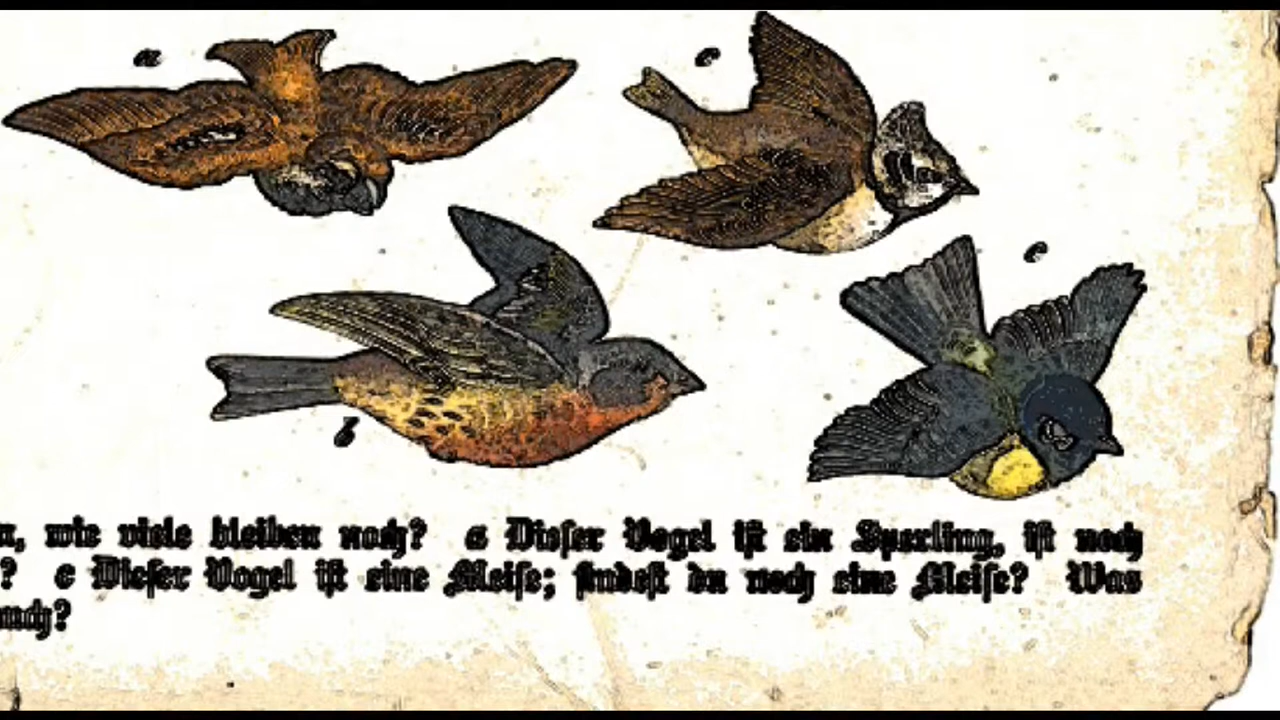 a
c
c
b
n, wie viele bleiben noch? a Dieser Vogel ist ein Sperling, ist noch
? c Dieser Vogel ist eine Meise; findest du noch eine Meise? Was
auch?